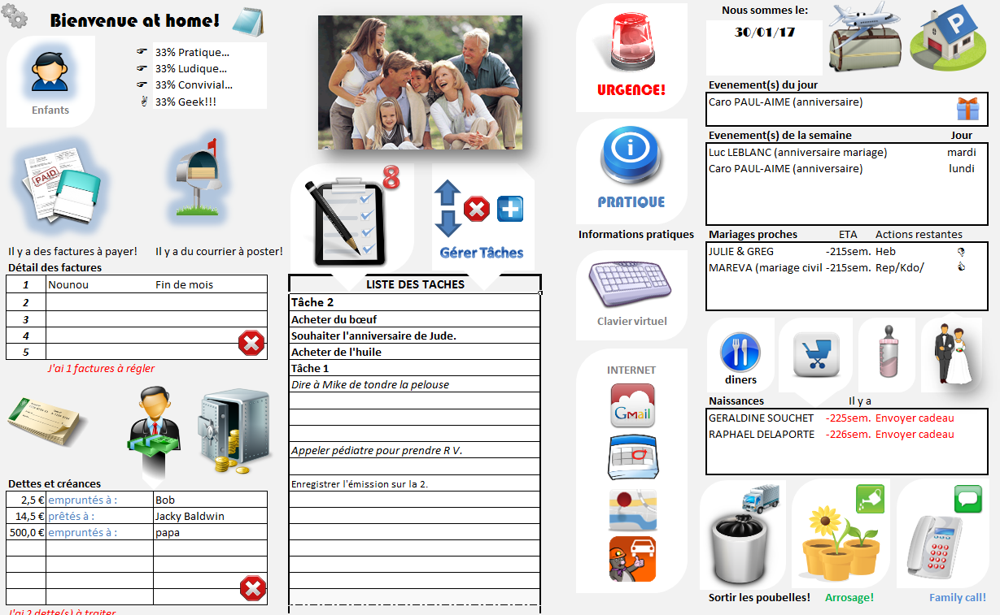 Bienvenue at home!
Enfants
33% Pratique...
33% Ludique...
33% Convivial...
33% Geek!!!
PAID
Il y a des factures à payer!
Il y a du courrier à poster!
Détail des factures
1 Nounou Fin de mois
2
3
4
5
J'ai 1 factures à régler
Dettes et créances
2,5 € empruntés à : Bob
14,5 € prêtés à : Jacky Baldwin
500,0 € empruntés à : papa
J'ai 2 dette(s) à traiter
8
Gérer Tâches
LISTE DES TACHES
Tâche 2
Acheter du bœuf
Souhaiter l'anniversaire de Jude.
Acheter de l'huile
Tâche 1
Dire à Mike de tondre la pelouse
Appeler pédiatre pour prendre R V.
Enregistrer l'émission sur la 2.
URGENCE!
i
PRATIQUE
Informations pratiques
Clavier virtuel
INTERNET
Gmail
Nous sommes le:
30/01/17
P
Evenement(s) du jour
Caro PAUL-AIME (anniversaire)
Evenement(s) de la semaine Jour
Luc LEBLANC (anniversaire mariage) mardi
Caro PAUL-AIME (anniversaire) lundi
Mariages proches ETA Actions restantes
JULIE & GREG -215sem. Heb
MAREVA (mariage civil -215sem. Rep/Kdo/
diners
Naissances Il y a
GERALDINE SOUCHET -225sem. Envoyer cadeau
RAPHAEL DELAPORTE -226sem. Envoyer cadeau
Sortir les poubelles!
Arrosage!
Family call!